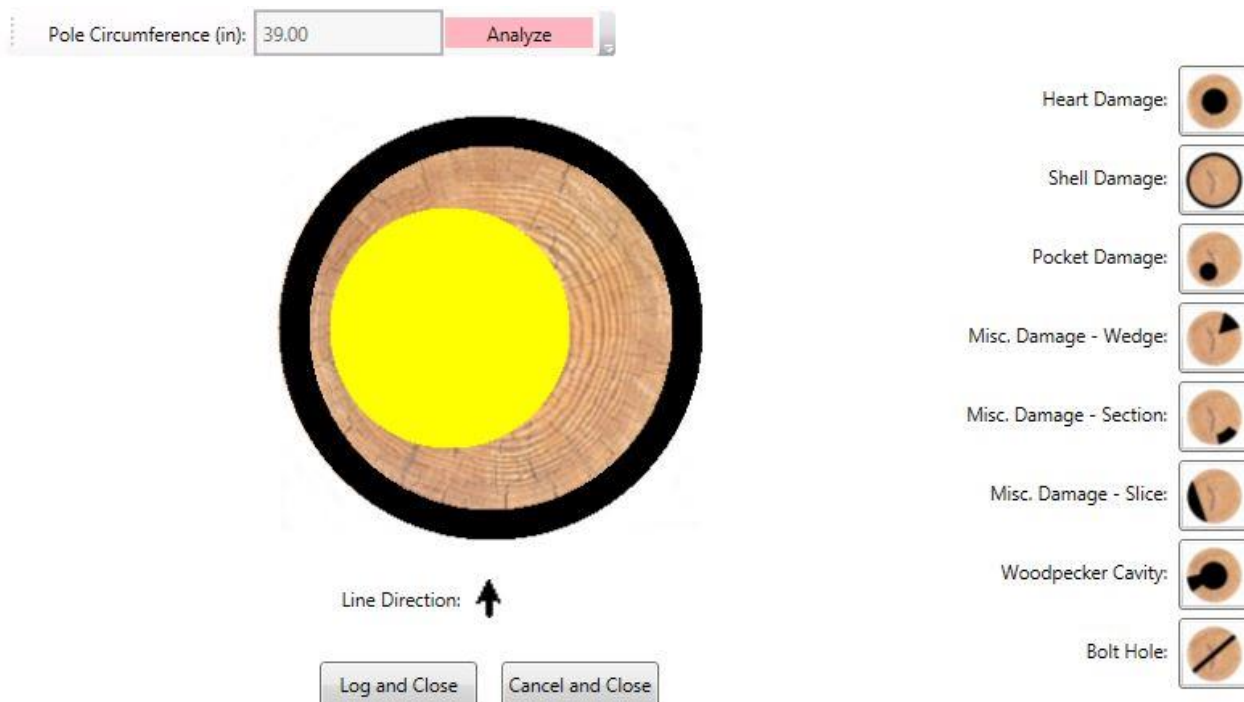 Pole Circumference (in): 39.00 Analyze
Heart Damage:
Shell Damage:
Pocket Damage:
Misc. Damage - Wedge:
Misc. Damage - Section:
Misc. Damage - Slice:
Woodpecker Cavity:
Bolt Hole:
Line Direction:
Log and Close Cancel and Close